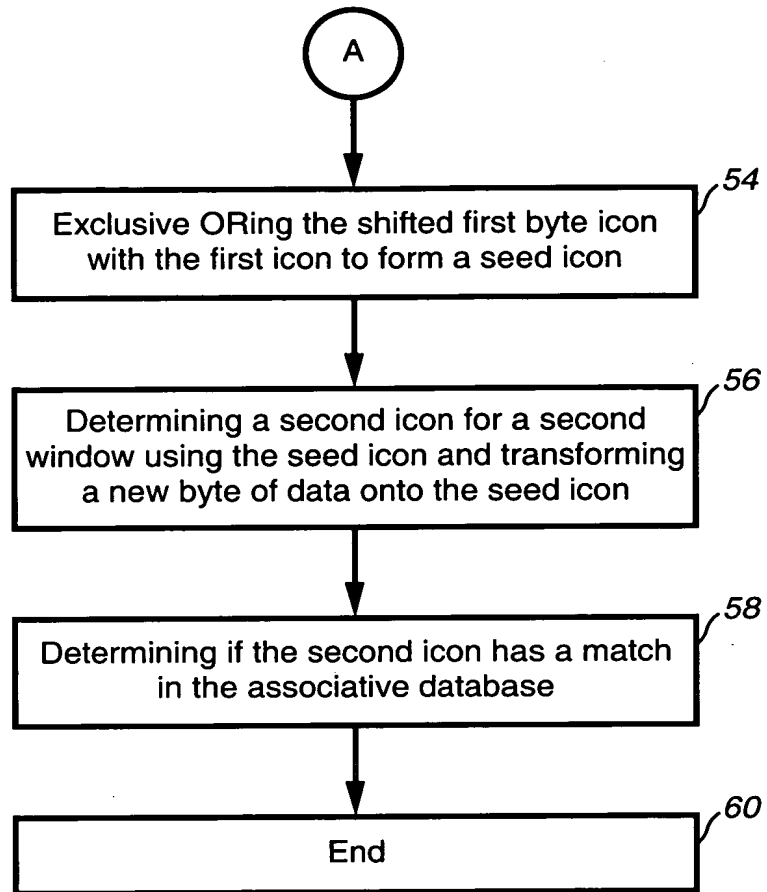 A
54
Exclusive ORing the shifted first byte icon
with the first icon to form a seed icon
56
Determining a second icon for a second
window using the seed icon and transforming
a new byte of data onto the seed icon
58
Determining if the second icon has a match
in the associative database
60
End